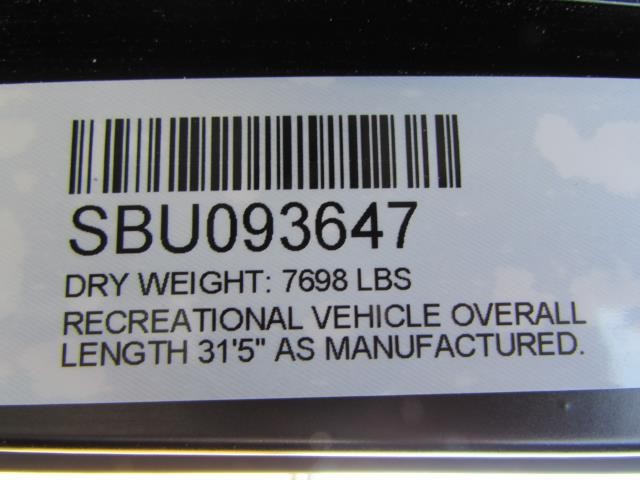 SBU093647
DRY WEIGHT: 7698 LBS
RECREATIONAL VEHICLE OVERALL
LENGTH 31'5" AS MANUFACTURED.